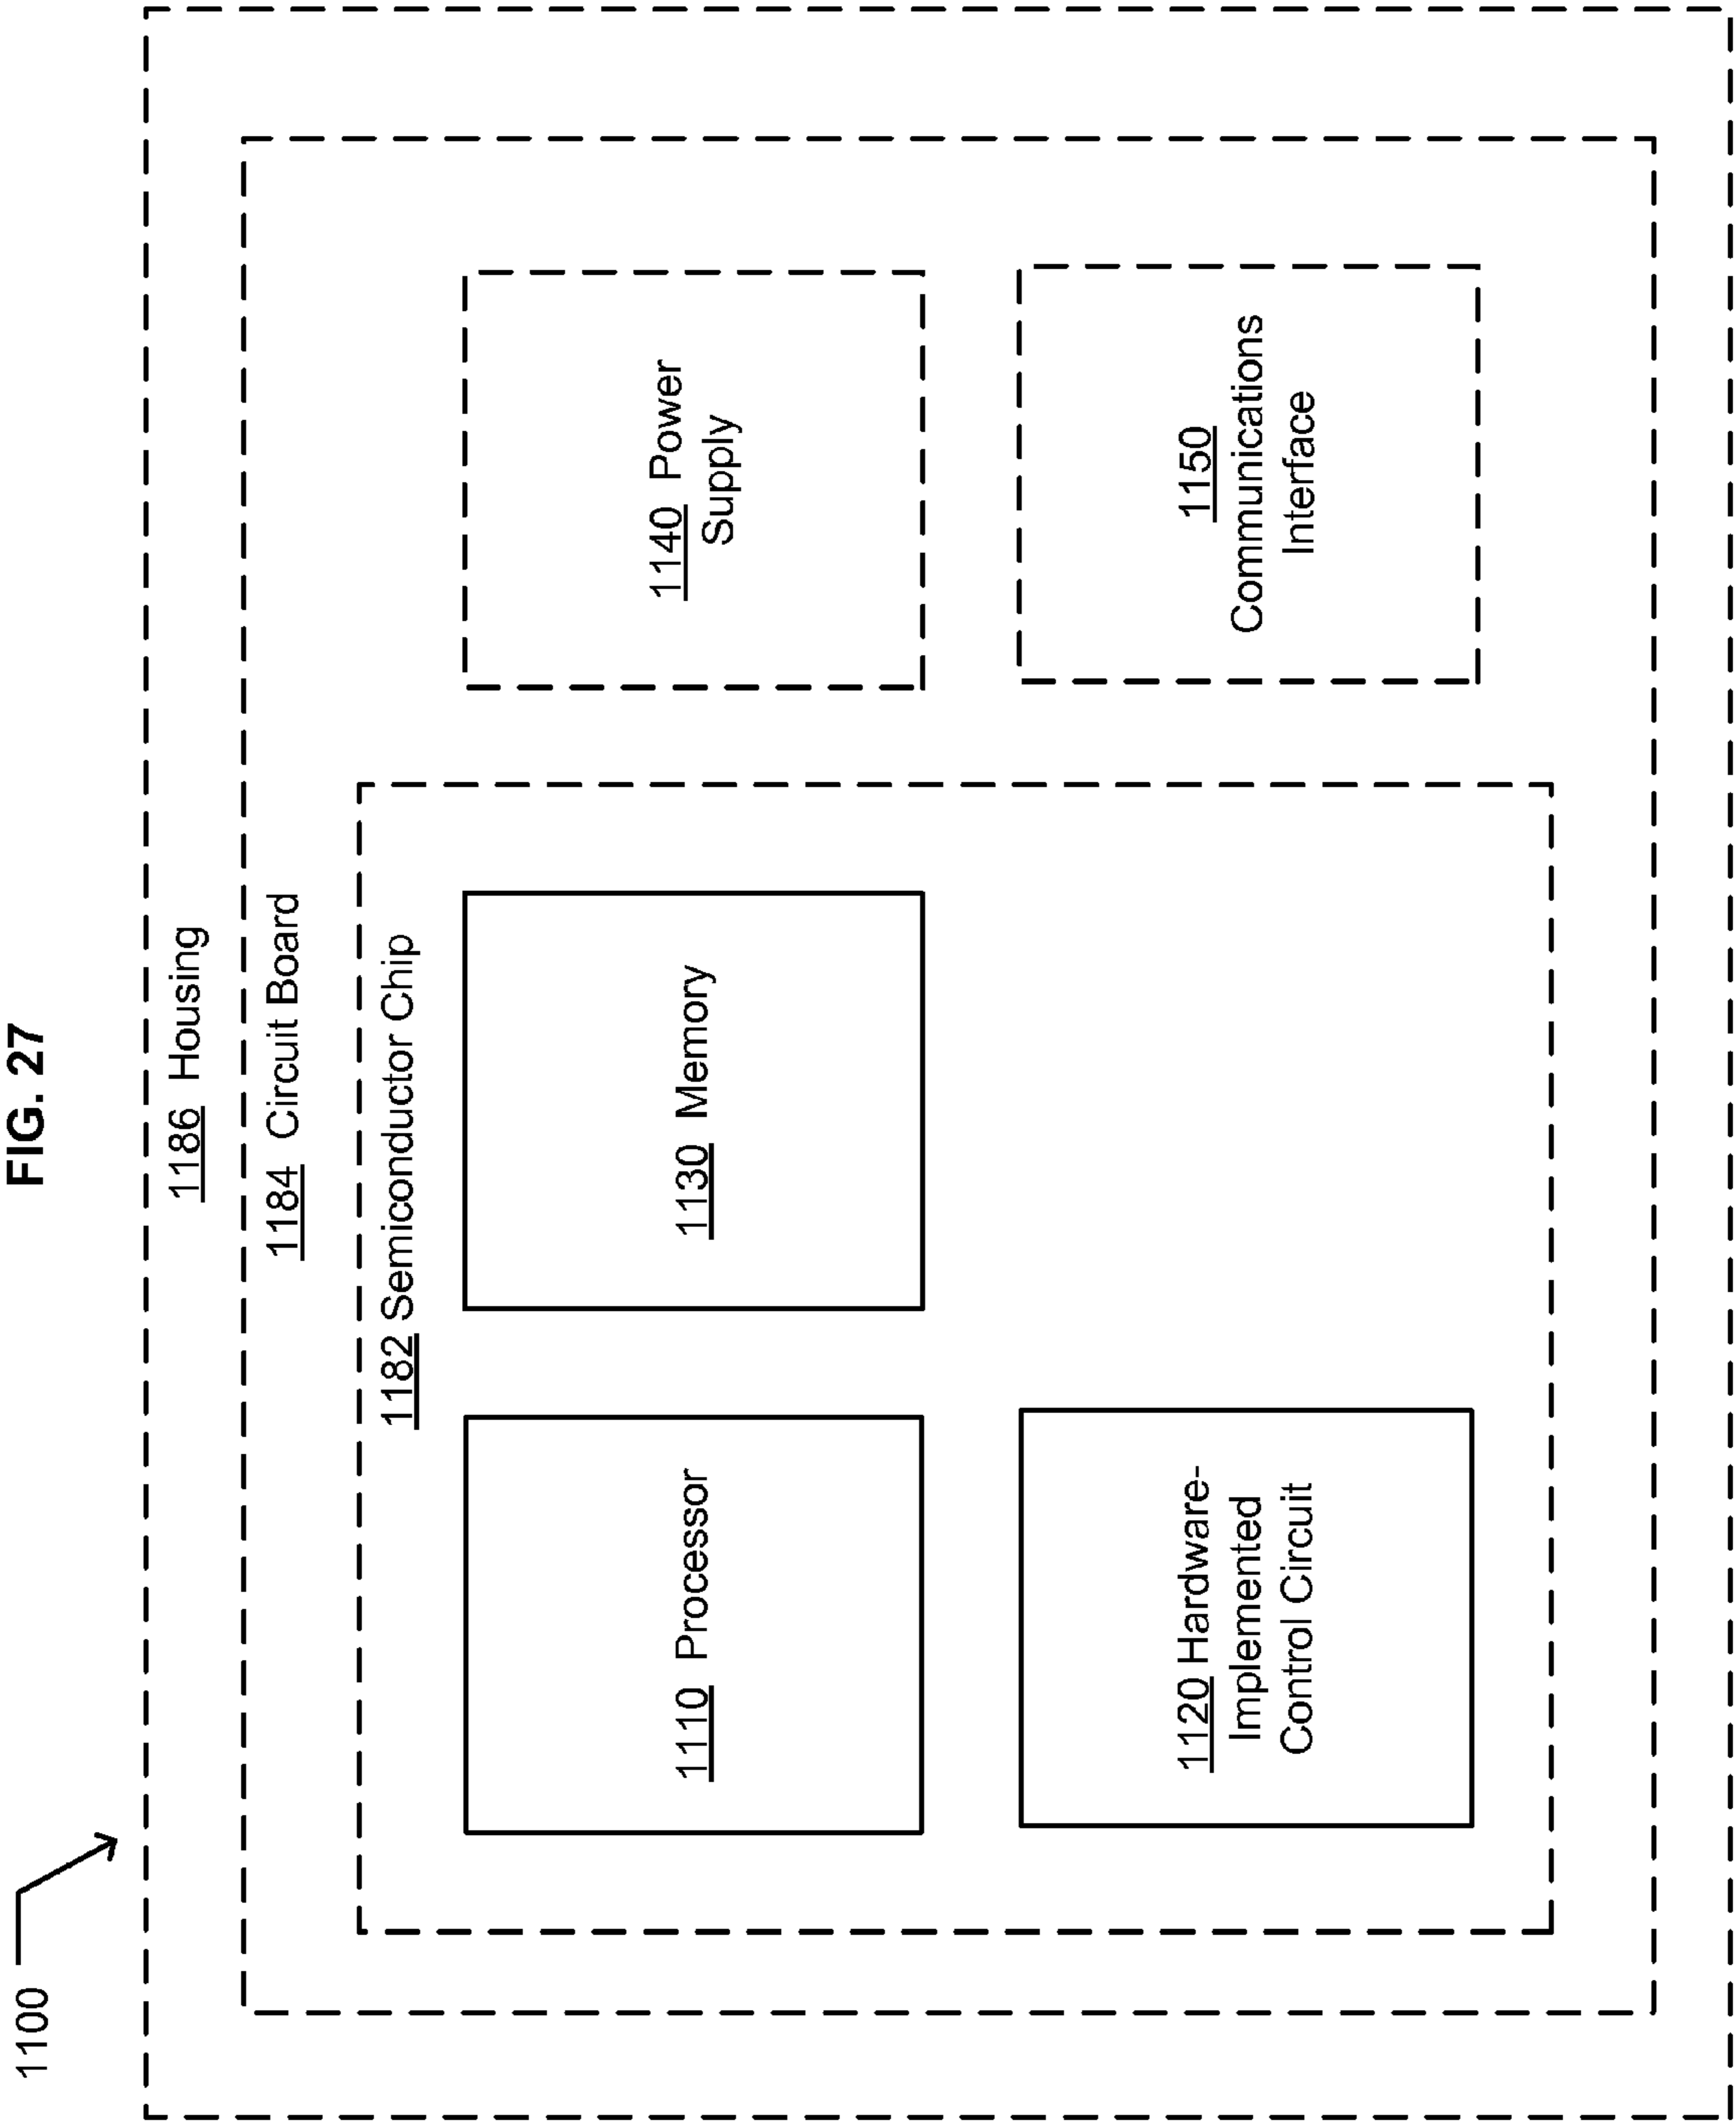 FIG. 27
1100
1186 Housing
1184 Circuit Board
1182 Semiconductor Chip
1110 Processor
1130 Memory
1140 Power
Supply
1120 Hardware-
Implemented
Control Circuit
1150
Communications
Interface